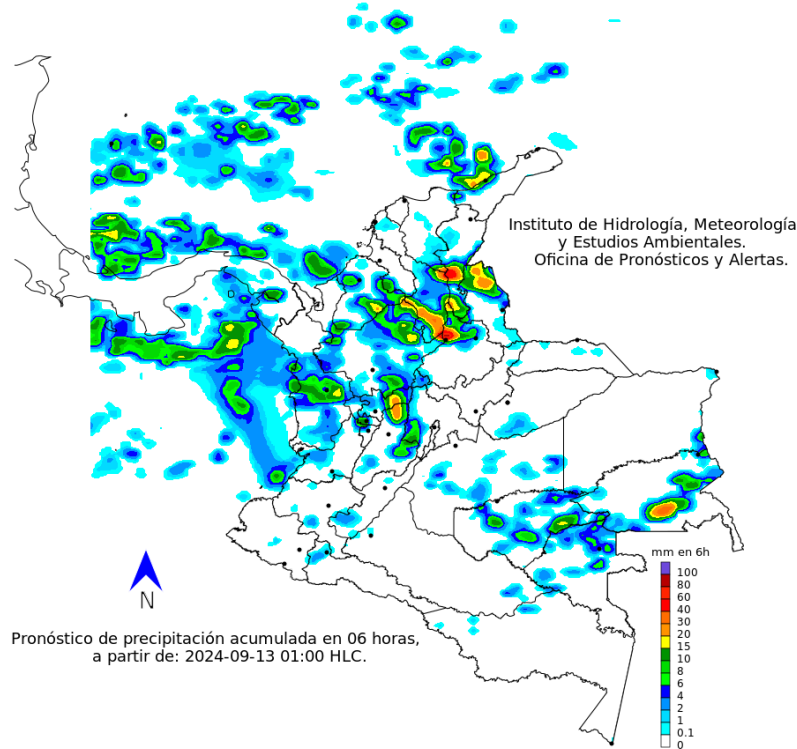 Instituto de Hidrología, Meteorología
y Estudios Ambientales.
Oficina de Pronósticos y Alertas.
mm en 6h
100
80
60
40
30
20
15
10
8
6
4
2
1
0.1
0
N
Pronóstico de precipitación acumulada en 06 horas,
a partir de: 2024-09-13 01:00 HLC.